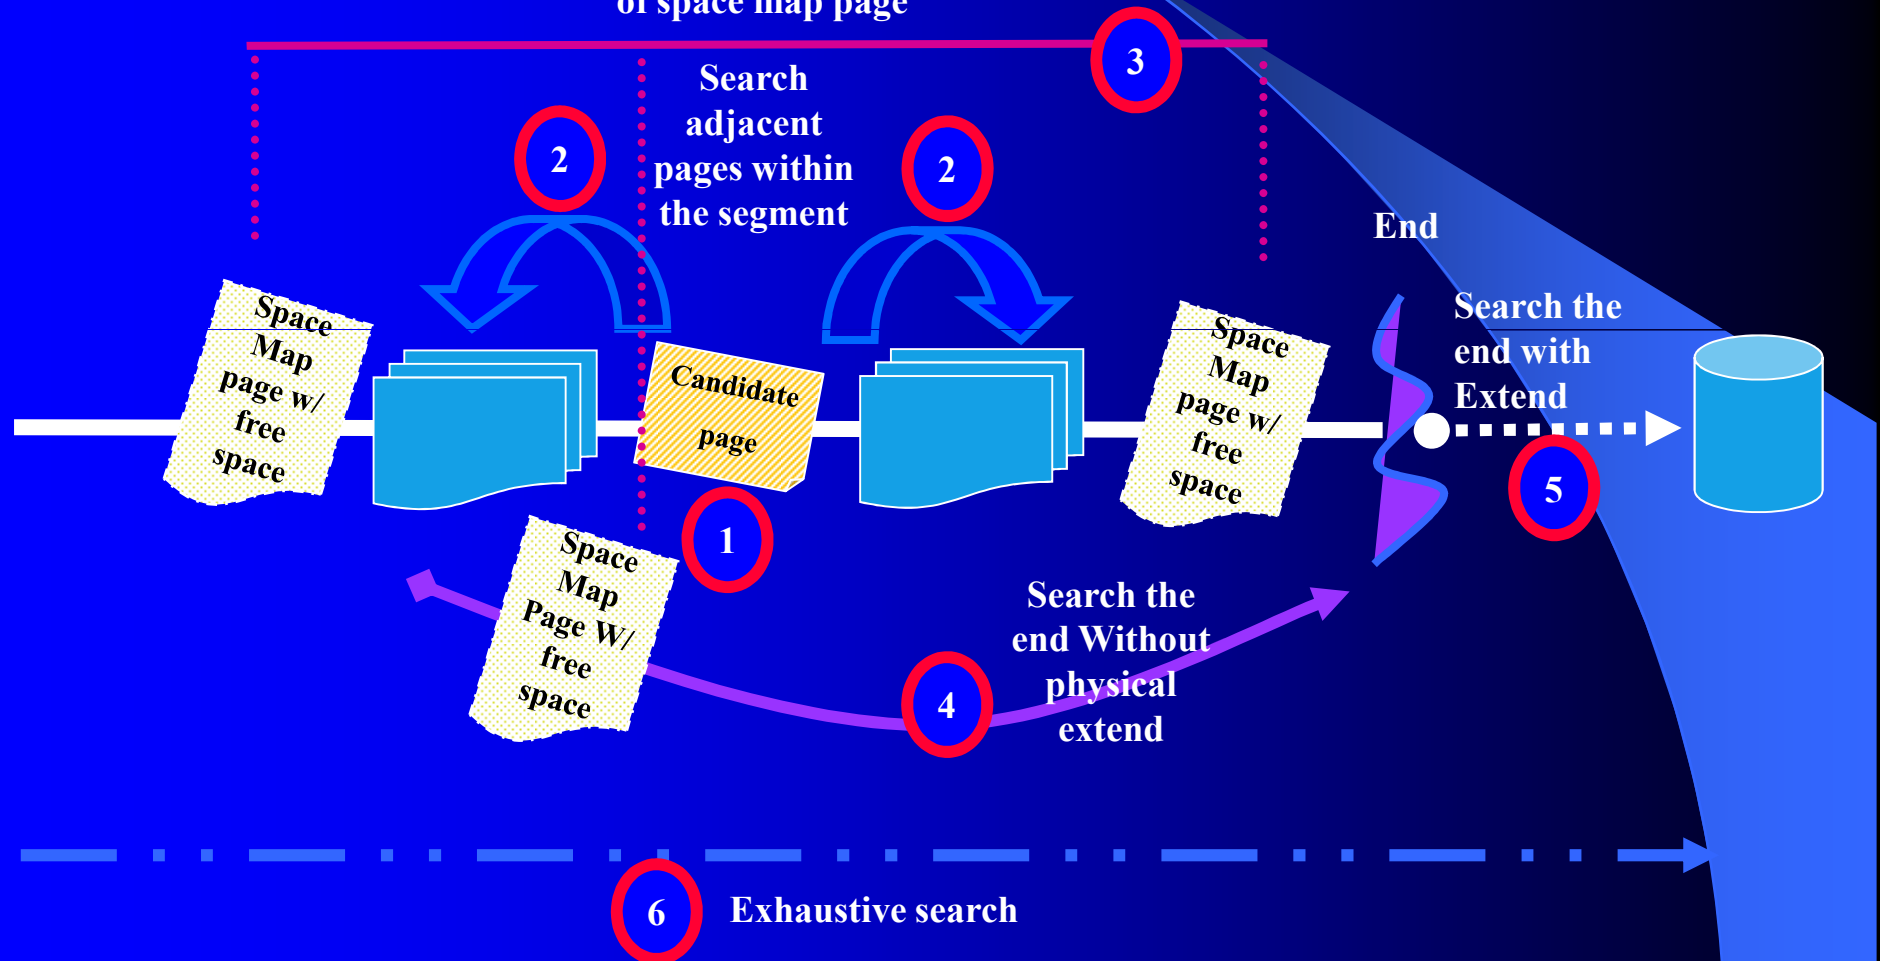 of space map page
3
Search
adjacent
pages within
the segment
2
2
End
Space
Map
page w/
free
space
Candidate
page
Space
Map
page w/
free
space
Search the
end with
Extend
5
1
Space
Map
Page W/
free
space
Search the
end Without
physical
extend
4
6
Exhaustive search